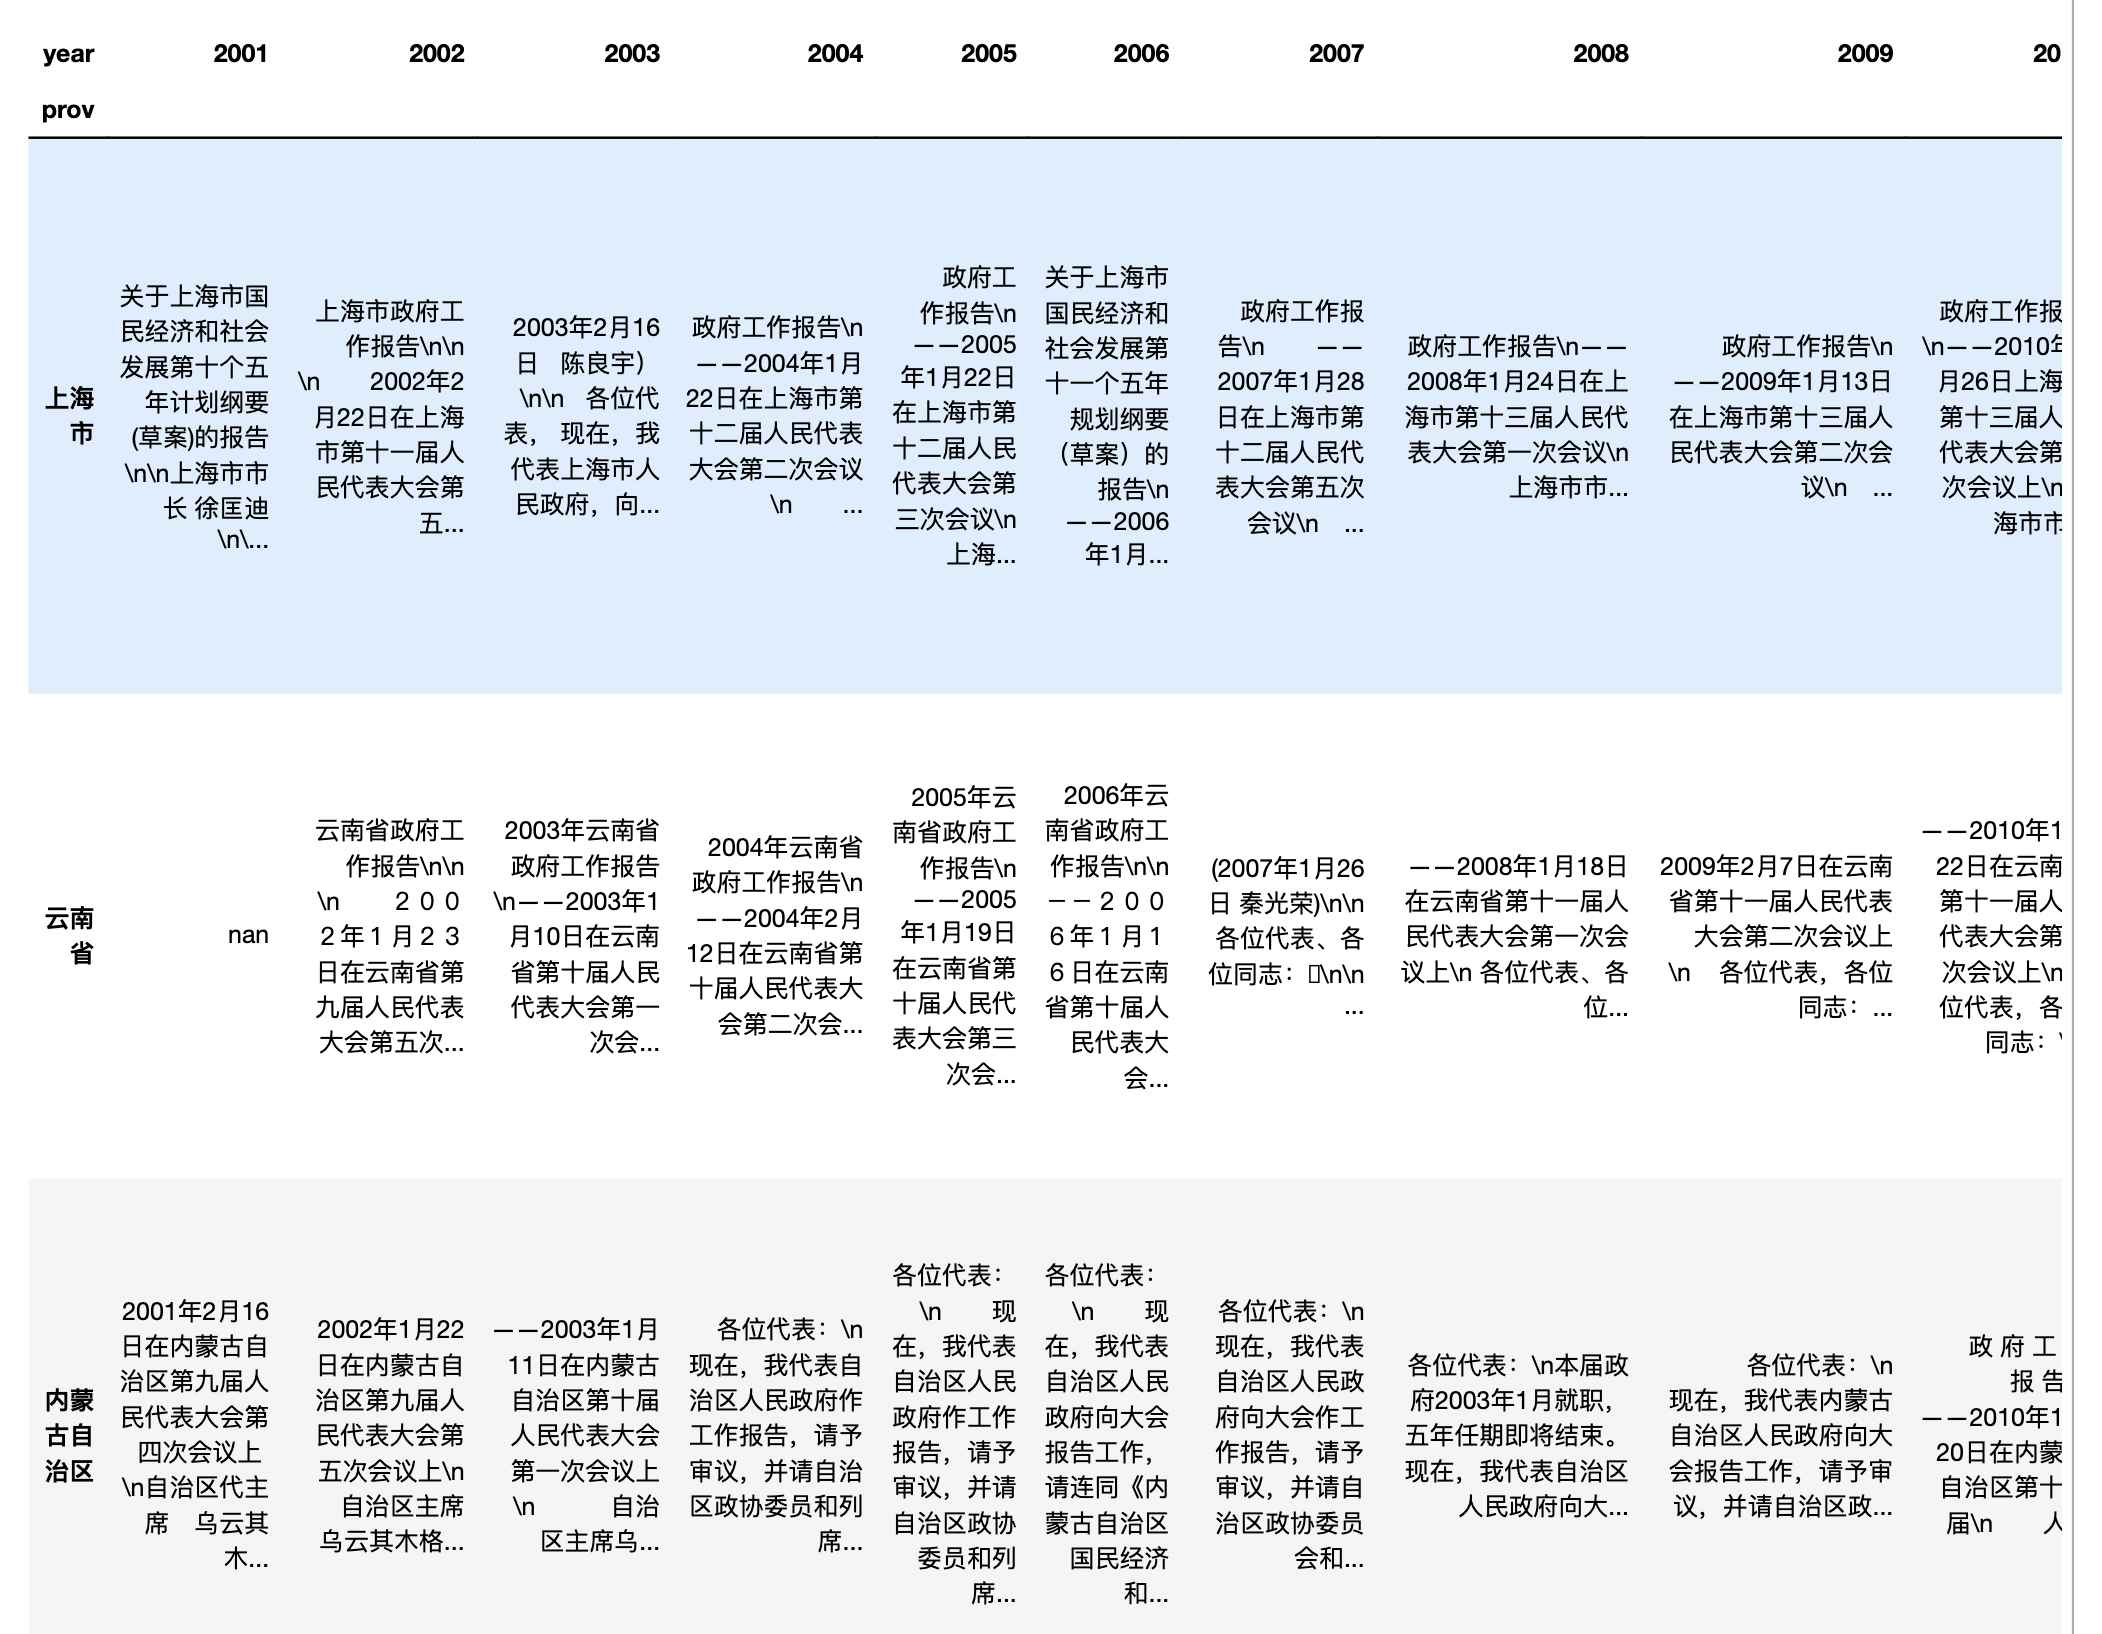 year 2001 2002 2003 2004 2005 2006 2007 2008 2009 20
prov
上海
市
关于上海市国
民经济和社会
发展第十个五
年计划纲要
(草案)的报告
\n\n上海市市
长 徐匡迪
\n\...
上海市政府工
作报告\n\n
\n 2002年2
月22日在上海
市第十一届人
民代表大会第
五...
2003年2月16
日 陈良宇）
\n\n 各位代
表， 现在，我
代表上海市人
民政府，向...
政府工作报告\n
——2004年1月
22日在上海市第
十二届人民代表
大会第二次会议
\n ...
政府工
作报告\n
——2005
年1月22日
在上海市第
十二届人民
代表大会第
三次会议\n
上海...
关于上海市
国民经济和
社会发展第
十一个五年
规划纲要
（草案）的
报告\n
——2006
年1月...
政府工作报
告\n ——
2007年1月28
日在上海市第
十二届人民代
表大会第五次
会议\n ...
政府工作报告\n——
2008年1月24日在上
海市第十三届人民代
表大会第一次会议\n
上海市市...
政府工作报告\n
——2009年1月13日
在上海市第十三届人
民代表大会第二次会
议\n ...
政府工作报
\n——2010年
月26日上海
第十三届人
代表大会第
次会议上\n
海市市
云南
省
nan
云南省政府工
作报告\n\n
\n ２００
２年１月２３
日在云南省第
九届人民代表
大会第五次...
2003年云南省
政府工作报告
\n——2003年1
月10日在云南
省第十届人民
代表大会第一
次会...
2004年云南省
政府工作报告\n
——2004年2月
12日在云南省第
十届人民代表大
会第二次会...
2005年云
南省政府工
作报告\n
——2005
年1月19日
在云南省第
十届人民代
表大会第三
次会...
2006年云
南省政府工
作报告\n\n
－－２００
６年１月１
６日在云南
省第十届人
民代表大
会...
(2007年1月26
日 秦光荣)\n\n
各位代表、各
位同志：\n\n
...
——2008年1月18日
在云南省第十一届人
民代表大会第一次会
议上\n 各位代表、各
位...
2009年2月7日在云南
省第十一届人民代表
大会第二次会议上
\n 各位代表，各位
同志：...
——2010年1
22日在云南
第十一届人
代表大会第
次会议上\n
位代表，各
同志：\
内蒙
古自
治区
2001年2月16
日在内蒙古自
治区第九届人
民代表大会第
四次会议上
\n自治区代主
席 乌云其
木...
2002年1月22
日在内蒙古自
治区第九届人
民代表大会第
五次会议上\n
自治区主席
乌云其木格...
——2003年1月
11日在内蒙古
自治区第十届
人民代表大会
第一次会议上
\n 自治
区主席乌...
各位代表：\n
现在，我代表自
治区人民政府作
工作报告，请予
审议，并请自治
区政协委员和列
席...
各位代表：
\n 现
在，我代表
自治区人民
政府作工作
报告，请予
审议，并请
自治区政协
委员和列
席...
各位代表：
\n 现
在，我代表
自治区人民
政府向大会
报告工作，
请连同《内
蒙古自治区
国民经济
和...
各位代表：\n
现在，我代表
自治区人民政
府向大会作工
作报告，请予
审议，并请自
治区政协委员
会和...
各位代表：\n本届政
府2003年1月就职，
五年任期即将结束。
现在，我代表自治区
人民政府向大...
各位代表：\n
现在，我代表内蒙古
自治区人民政府向大
会报告工作，请予审
议，并请自治区政...
政 府 工
报 告
——2010年1
20日在内蒙
自治区第十
届\n 人